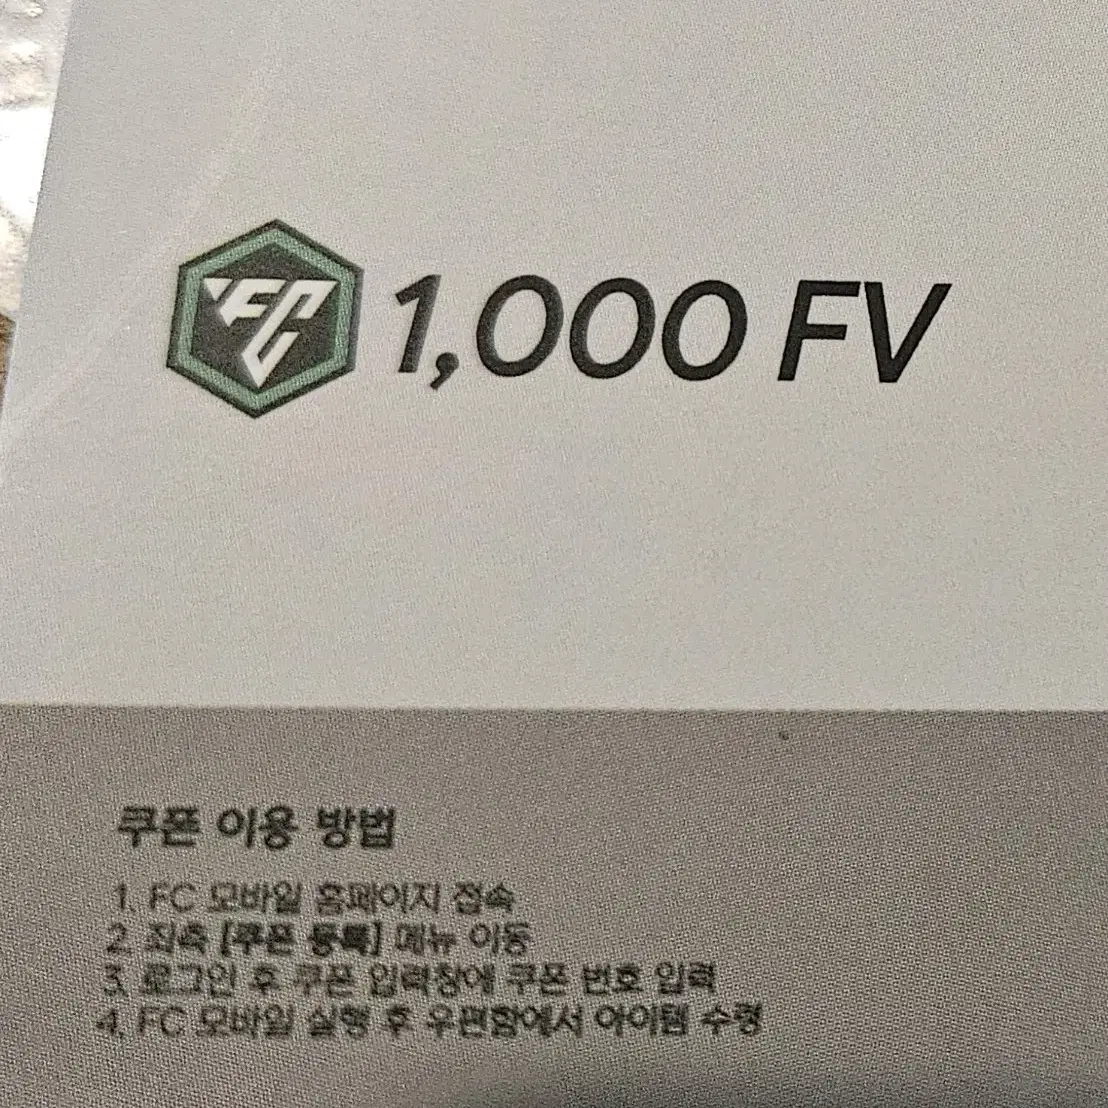 FC 1,000 FV
쿠폰 이용 방법
1. FC 모바일 홈페이지 접속
2. 좌측 [쿠폰 등록] 메뉴 이동
3. 로그인 후 쿠폰 입력창에 쿠폰 번호 입력
4. FC 모바일 실행 후 우편함에서 아이템 수령